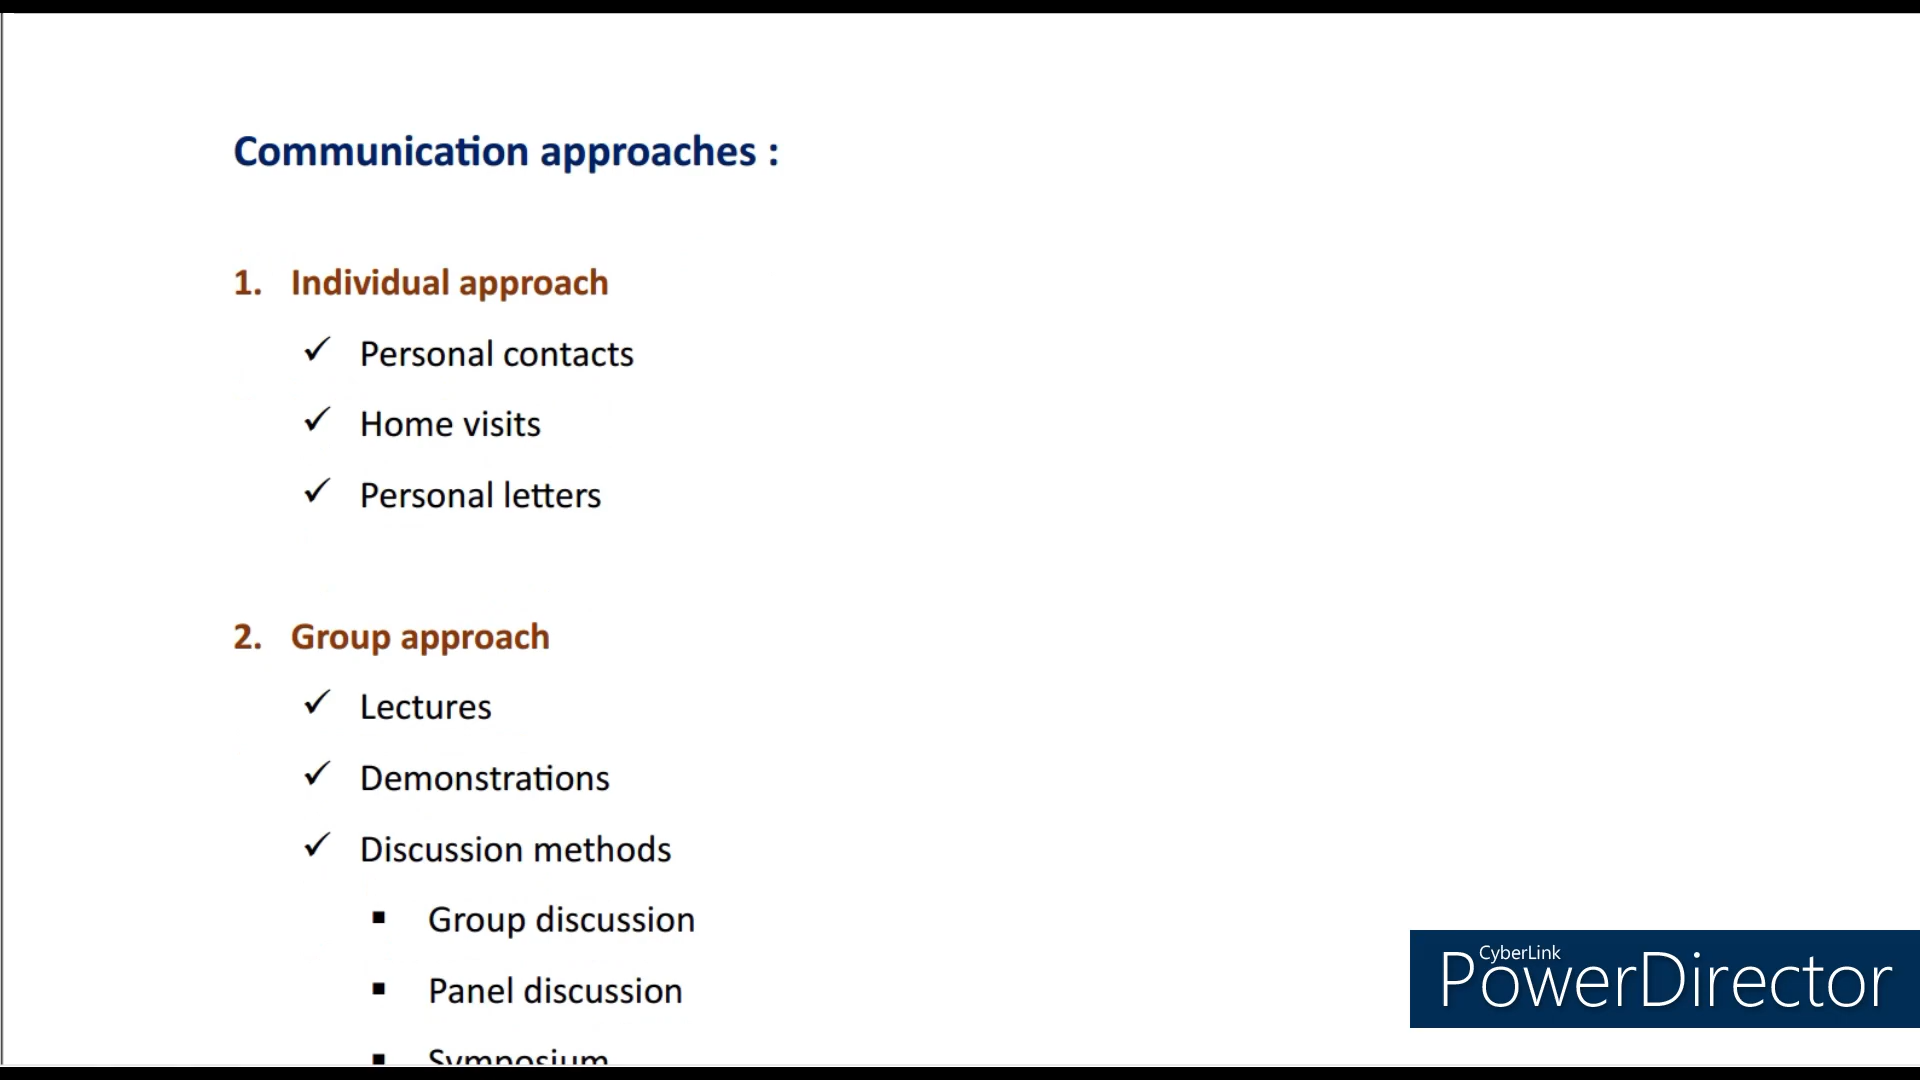 Communication approaches :
1. Individual approach
✓ Personal contacts
✓ Home visits
✓ Personal letters
2. Group approach
✓ Lectures
✓ Demonstrations
✓ Discussion methods
▪ Group discussion
▪ Panel discussion
▪ Symposium
CyberLink
PowerDirector